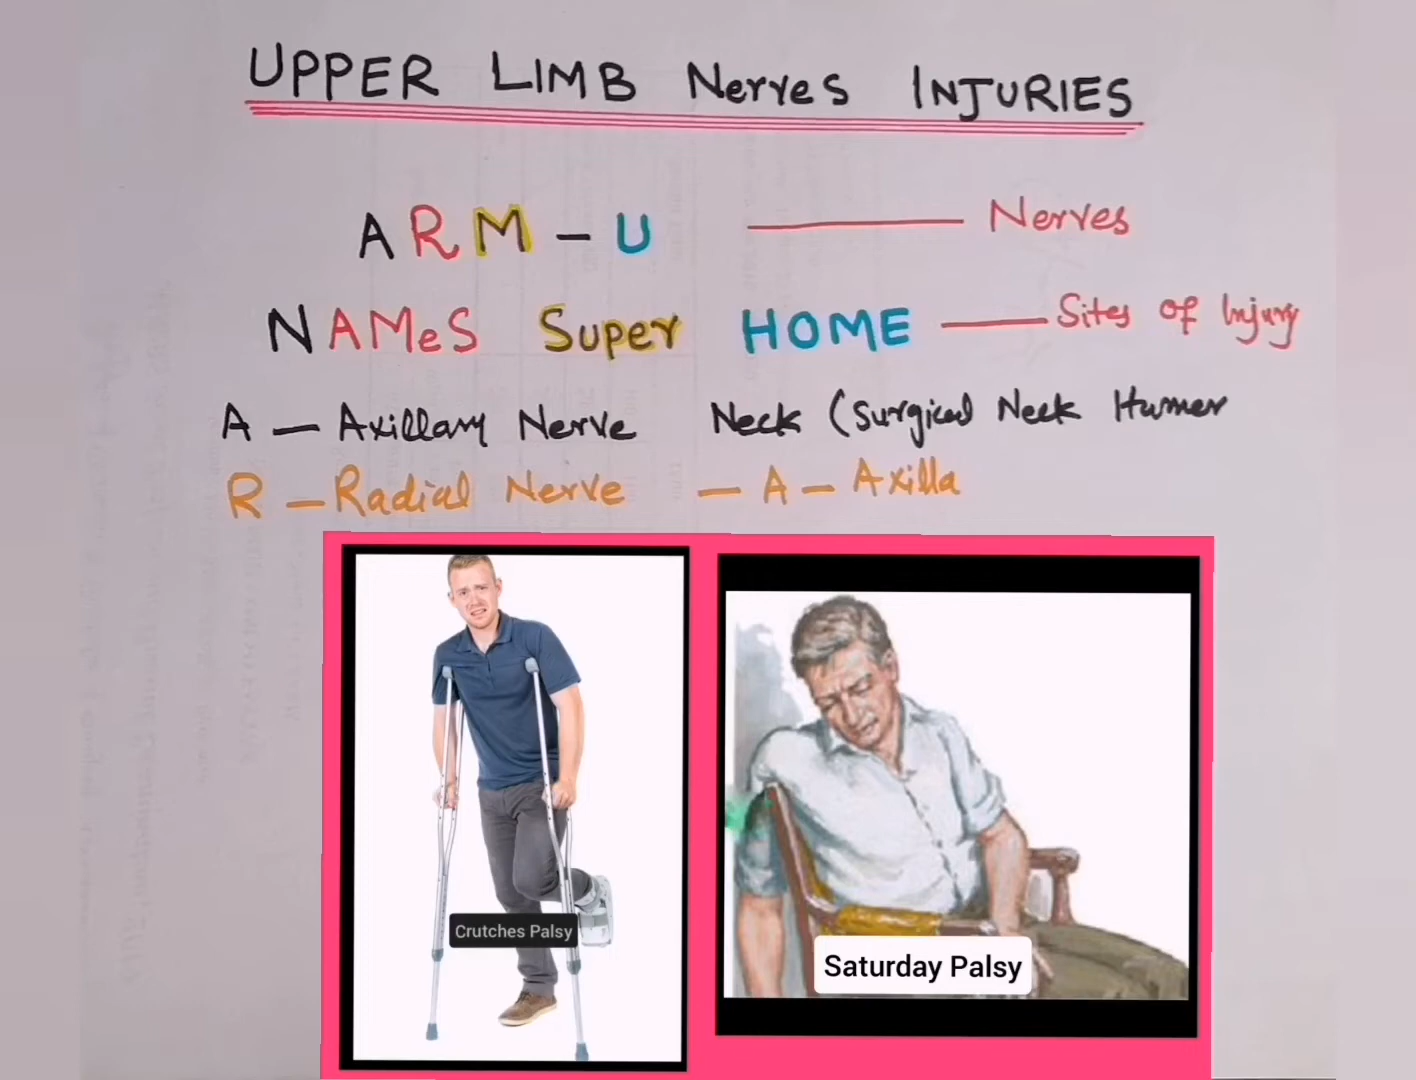 UPPER LIMB Nerves INJURIES
ARM - U — Nerves
NAMeS Super HOME — Sites of Injury
A — Axillary Nerve Neck (Surgical Neck Humer
R — Radial Nerve — A — Axilla
Crutches Palsy
Saturday Palsy